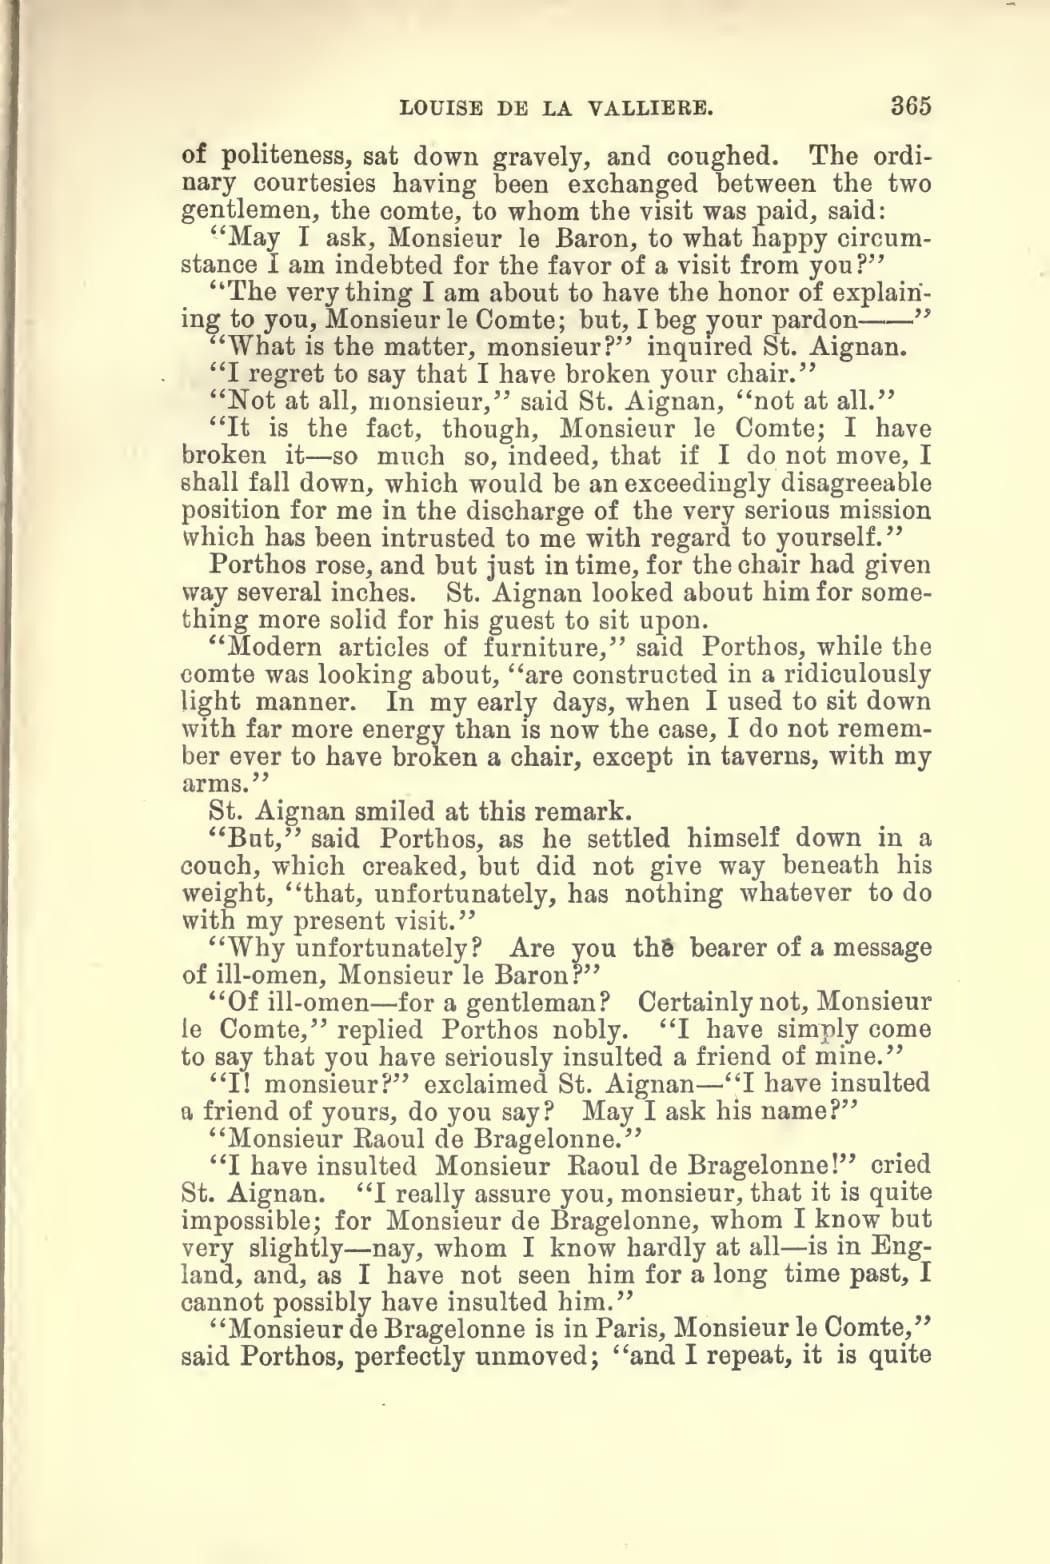 LOUISE DE LA VALLIERE. 365
of politeness, sat down gravely, and coughed. The ordi-
nary courtesies having been exchanged between the two
gentlemen, the comte, to whom the visit was paid, said:
“May I ask, Monsieur le Baron, to what happy circum-
stance I am indebted for the favor of a visit from you?”
“The very thing I am about to have the honor of explain-
ing to you, Monsieur le Comte; but, I beg your pardon——”
“What is the matter, monsieur?” inquired St. Aignan.
“I regret to say that I have broken your chair.”
“Not at all, monsieur,” said St. Aignan, “not at all.”
“It is the fact, though, Monsieur le Comte; I have
broken it—so much so, indeed, that if I do not move, I
shall fall down, which would be an exceedingly disagreeable
position for me in the discharge of the very serious mission
which has been intrusted to me with regard to yourself.”
Porthos rose, and but just in time, for the chair had given
way several inches. St. Aignan looked about him for some-
thing more solid for his guest to sit upon.
“Modern articles of furniture,” said Porthos, while the
comte was looking about, “are constructed in a ridiculously
light manner. In my early days, when I used to sit down
with far more energy than is now the case, I do not remem-
ber ever to have broken a chair, except in taverns, with my
arms.”
St. Aignan smiled at this remark.
“But,” said Porthos, as he settled himself down in a
couch, which creaked, but did not give way beneath his
weight, “that, unfortunately, has nothing whatever to do
with my present visit.”
“Why unfortunately? Are you the bearer of a message
of ill-omen, Monsieur le Baron?”
“Of ill-omen—for a gentleman? Certainly not, Monsieur
le Comte,” replied Porthos nobly. “I have simply come
to say that you have seriously insulted a friend of mine.”
“I! monsieur?” exclaimed St. Aignan—“I have insulted
a friend of yours, do you say? May I ask his name?”
“Monsieur Raoul de Bragelonne.”
“I have insulted Monsieur Raoul de Bragelonne!” cried
St. Aignan. “I really assure you, monsieur, that it is quite
impossible; for Monsieur de Bragelonne, whom I know but
very slightly—nay, whom I know hardly at all—is in Eng-
land, and, as I have not seen him for a long time past, I
cannot possibly have insulted him.”
“Monsieur de Bragelonne is in Paris, Monsieur le Comte,”
said Porthos, perfectly unmoved; “and I repeat, it is quite